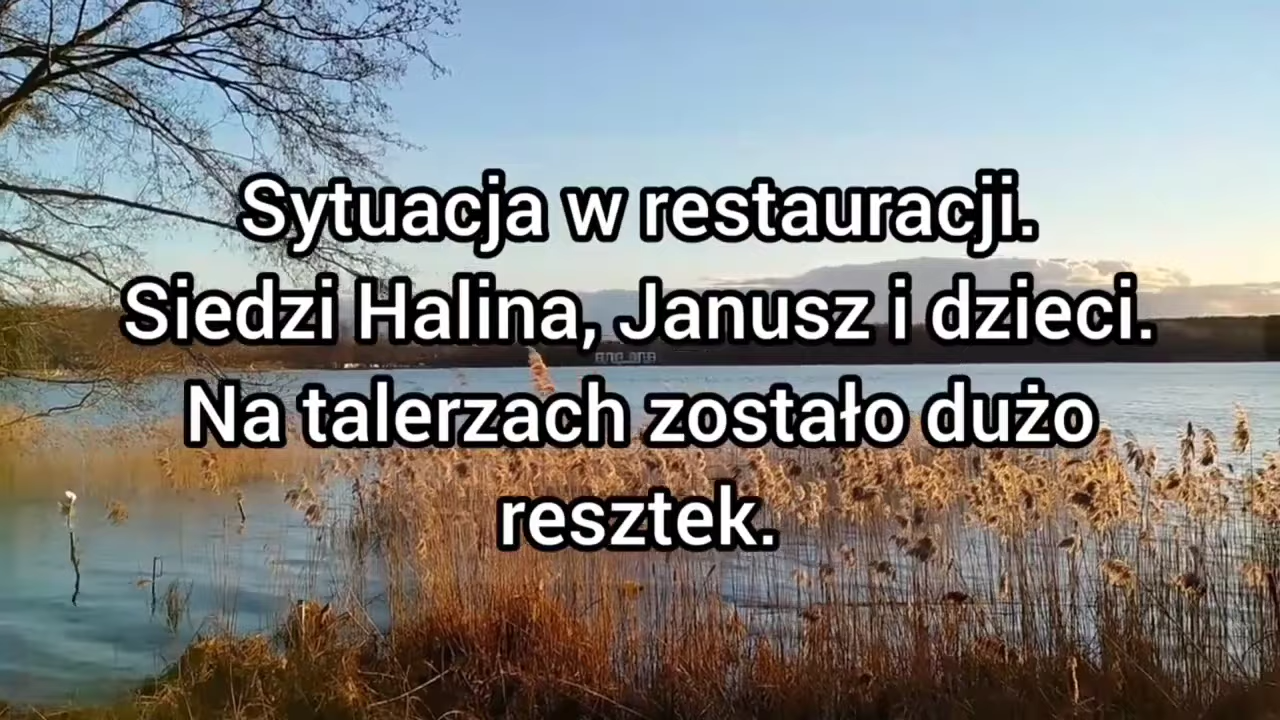 Sytuacja w restauracji.
Siedzi Halina, Janusz i dzieci.
Na talerzach zostało dużo
resztek.